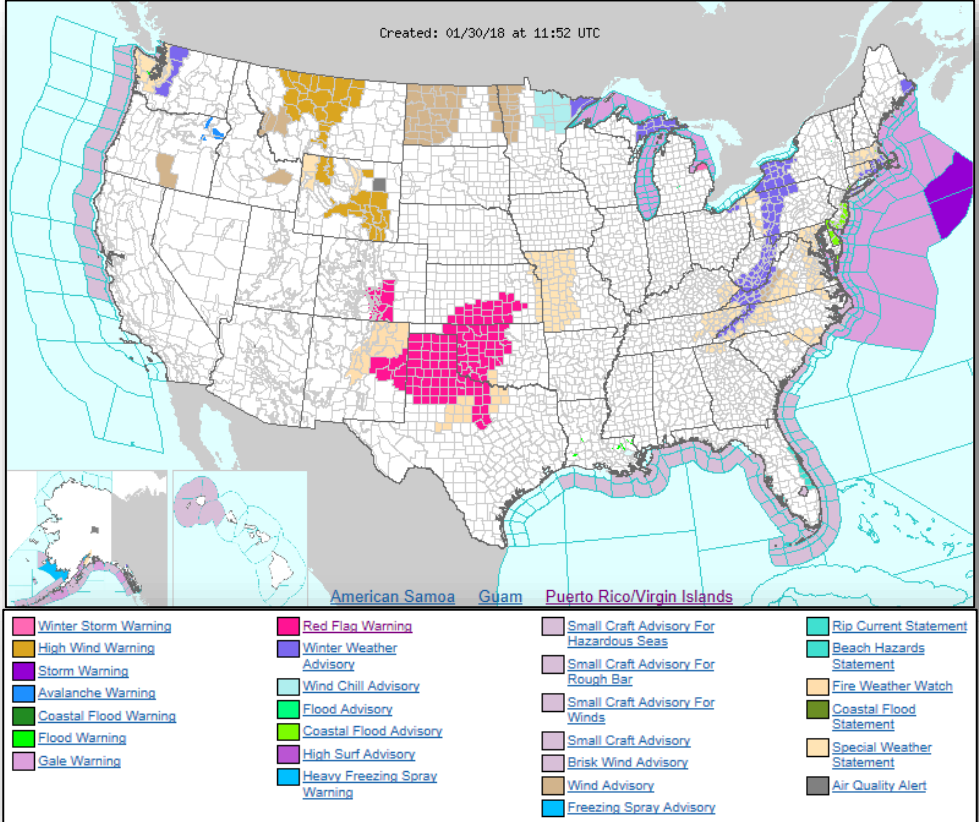 Created: 01/30/18 at 11:52 UTC
American Samoa
Guam
Puerto Rico/Virgin Islands
Winter Storm Warning
High Wind Warning
Storm Warning
Avalanche Warning
Coastal Flood Warning
Flood Warning
Gale Warning
Red Flag Warning
Winter Weather
Advisory
Wind Chill Advisory
Flood Advisory
Coastal Flood Advisory
High Surf Advisory
Heavy Freezing Spray
Warning
Small Craft Advisory For
Hazardous Seas
Small Craft Advisory For
Rough Bar
Small Craft Advisory For
Winds
Small Craft Advisory
Brisk Wind Advisory
Wind Advisory
Freezing Spray Advisory
Rip Current Statement
Beach Hazards
Statement
Fire Weather Watch
Coastal Flood
Statement
Special Weather
Statement
Air Quality Alert